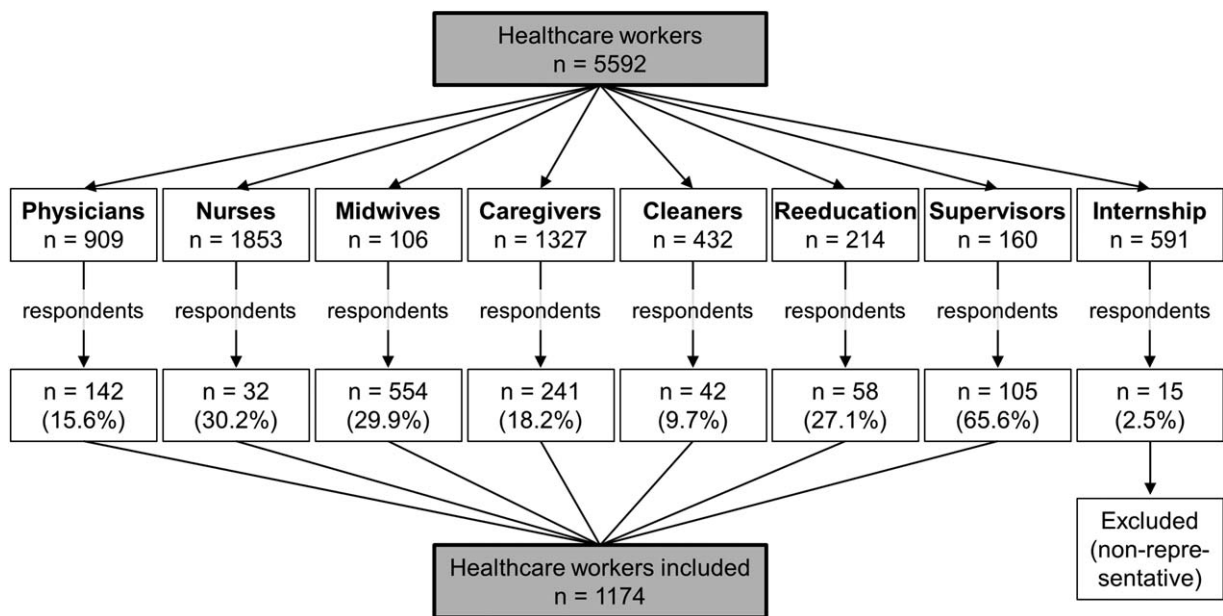 Healthcare workers
n = 5592
Physicians
n = 909
Nurses
n = 1853
Midwives
n = 106
Caregivers
n = 1327
Cleaners
n = 432
Reeducation
n = 214
Supervisors
n = 160
Internship
n = 591
respondents
respondents
respondents
respondents
respondents
respondents
respondents
respondents
n = 142
(15.6%)
n = 32
(30.2%)
n = 554
(29.9%)
n = 241
(18.2%)
n = 42
(9.7%)
n = 58
(27.1%)
n = 105
(65.6%)
n = 15
(2.5%)
Excluded
(non-repre-
sentative)
Healthcare workers included
n = 1174